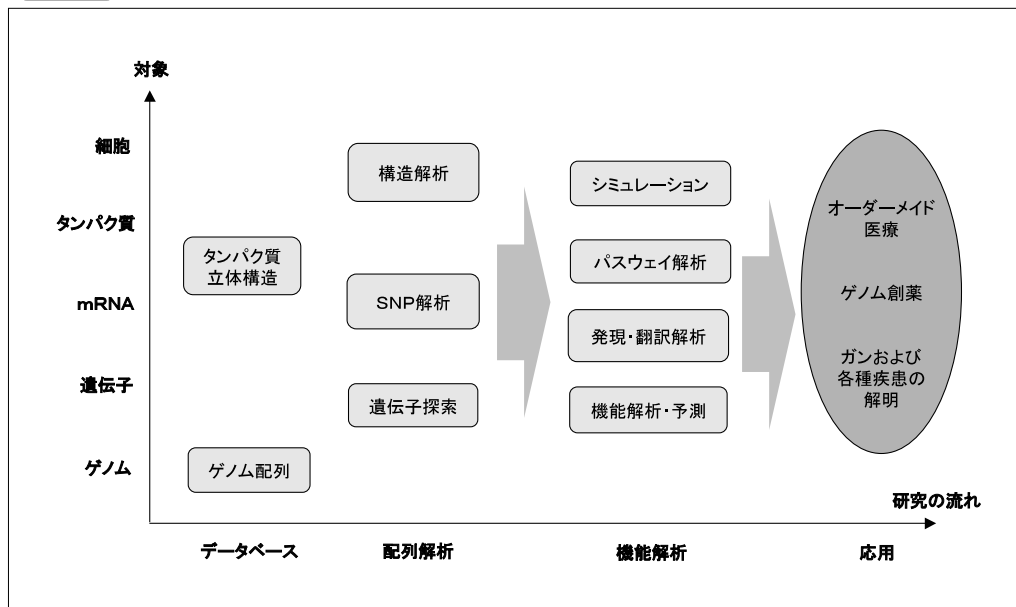 対象
細胞
タンパク質
mRNA
遺伝子
ゲノム
タンパク質
立体構造
ゲノム配列
構造解析
SNP解析
遺伝子探索
シミュレーション
パスウェイ解析
発現・翻訳解析
機能解析・予測
オーダーメイド
医療
ゲノム創薬
ガンおよび
各種疾患の
解明
研究の流れ
データベース
配列解析
機能解析
応用